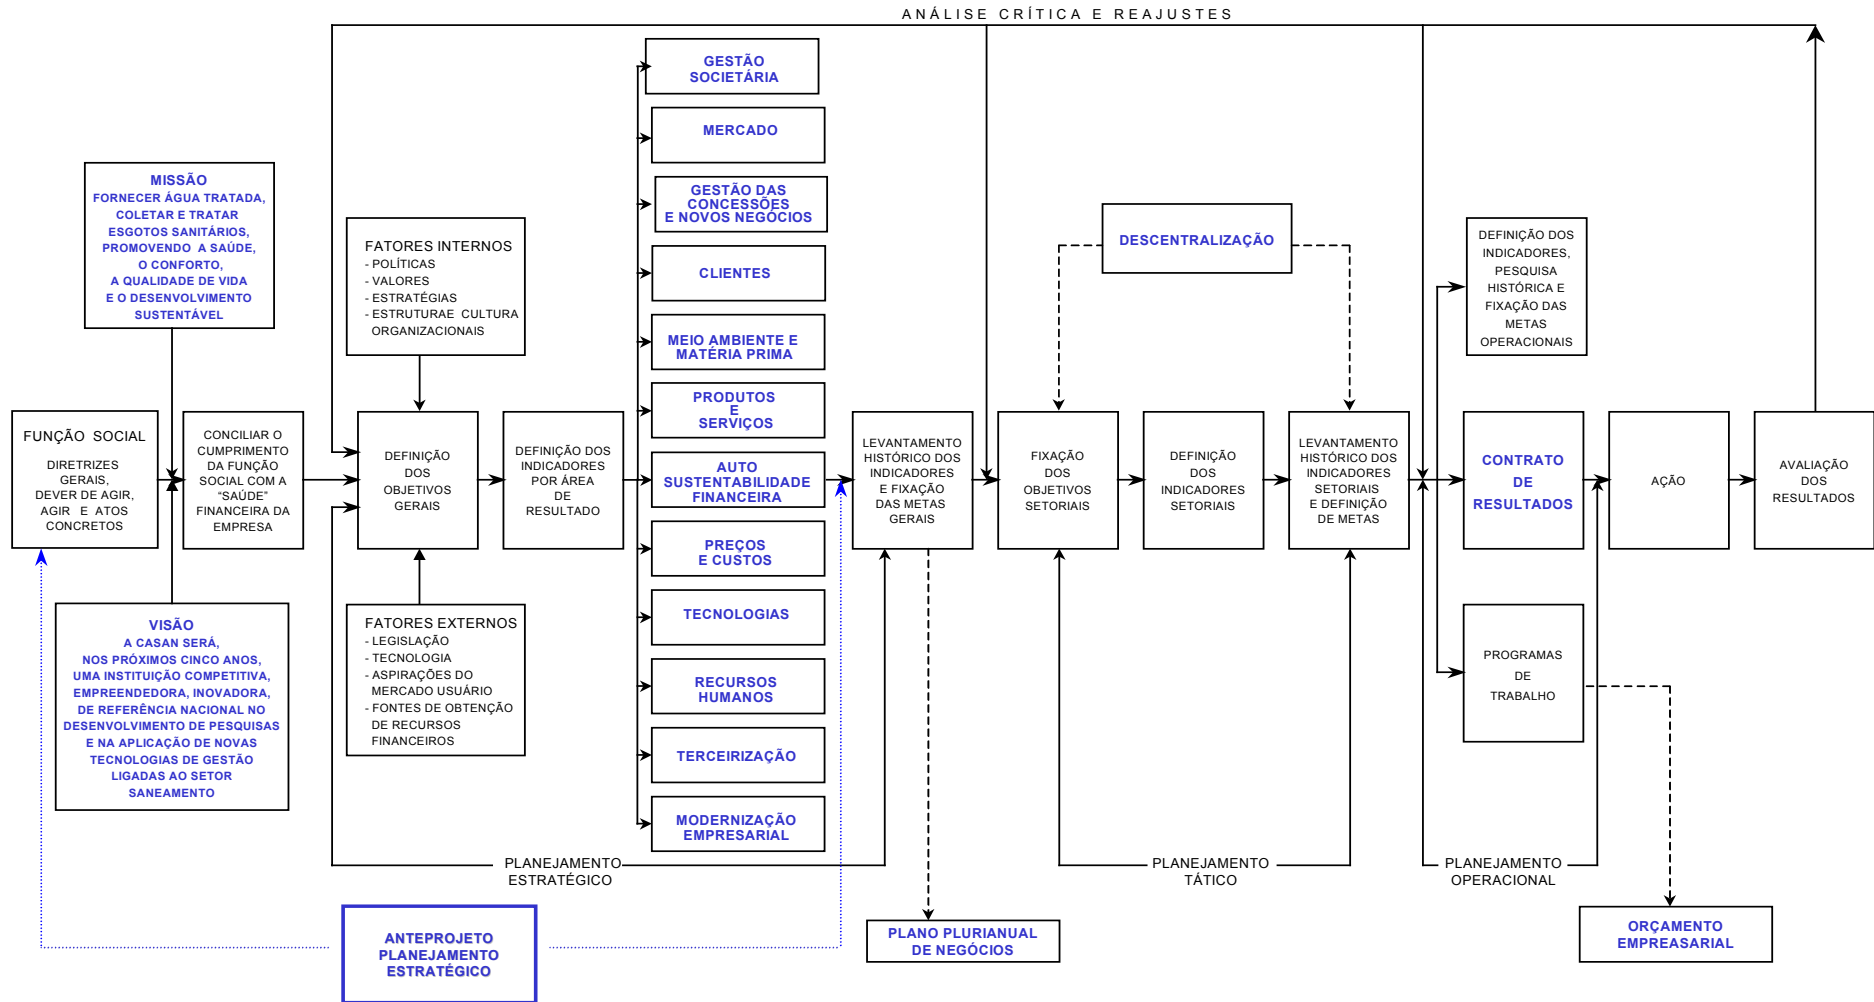 ANÁLISE CRÍTICA E REAJUSTES
MISSÃO
FORNECER ÁGUA TRATADA,
COLETAR E TRATAR
ESGOTOS SANITÁRIOS,
PROMOVENDO A SAÚDE,
O CONFORTO,
A QUALIDADE DE VIDA
E O DESENVOLVIMENTO
SUSTENTÁVEL
FUNÇÃO SOCIAL
DIRETRIZES
GERAIS,
DEVER DE AGIR,
AGIR E ATOS
CONCRETOS
VISÃO
A CASAN SERÁ,
NOS PRÓXIMOS CINCO ANOS,
UMA INSTITUIÇÃO COMPETITIVA,
EMPREENDEDORA, INOVADORA,
DE REFERÊNCIA NACIONAL NO
DESENVOLVIMENTO DE PESQUISAS
E NA APLICAÇÃO DE NOVAS
TECNOLOGIAS DE GESTÃO
LIGADAS AO SETOR
SANEAMENTO
CONCILIAR O
CUMPRIMENTO
DA FUNÇÃO
SOCIAL COM A
“SAÚDE”
FINANCEIRA DA
EMPRESA
FATORES INTERNOS
- POLÍTICAS
- VALORES
- ESTRATÉGIAS
- ESTRUTURAE CULTURA
ORGANIZACIONAIS
DEFINIÇÃO
DOS
OBJETIVOS
GERAIS
FATORES EXTERNOS
- LEGISLAÇÃO
- TECNOLOGIA
- ASPIRAÇÕES DO
MERCADO USUÁRIO
- FONTES DE OBTENÇÃO
DE RECURSOS
FINANCEIROS
DEFINIÇÃO DOS
INDICADORES
POR ÁREA
DE
RESULTADO
GESTÃO
SOCIETÁRIA
MERCADO
GESTÃO DAS
CONCESSÕES
E NOVOS NEGÓCIOS
CLIENTES
MEIO AMBIENTE E
MATÉRIA PRIMA
PRODUTOS
E
SERVIÇOS
AUTO
SUSTENTABILIDADE
FINANCEIRA
PREÇOS
E CUSTOS
TECNOLOGIAS
RECURSOS
HUMANOS
TERCEIRIZAÇÃO
MODERNIZAÇÃO
EMPRESARIAL
LEVANTAMENTO
HISTÓRICO DOS
INDICADORES
E FIXAÇÃO
DAS METAS
GERAIS
DESCENTRALIZAÇÃO
FIXAÇÃO
DOS
OBJETIVOS
SETORIAIS
DEFINIÇÃO
DOS
INDICADORES
SETORIAIS
LEVANTAMENTO
HISTÓRICO DOS
INDICADORES
SETORIAIS
E DEFINIÇÃO
DE METAS
DEFINIÇÃO DOS
INDICADORES,
PESQUISA
HISTÓRICA E
FIXAÇÃO DAS
METAS
OPERACIONAIS
CONTRATO
DE
RESULTADOS
PROGRAMAS
DE
TRABALHO
AÇÃO
AVALIAÇÃO
DOS
RESULTADOS
PLANEJAMENTO
ESTRATÉGICO
PLANEJAMENTO
TÁTICO
PLANEJAMENTO
OPERACIONAL
ANTEPROJETO
PLANEJAMENTO
ESTRATÉGICO
PLANO PLURIANUAL
DE NEGÓCIOS
ORÇAMENTO
EMPREASARIAL